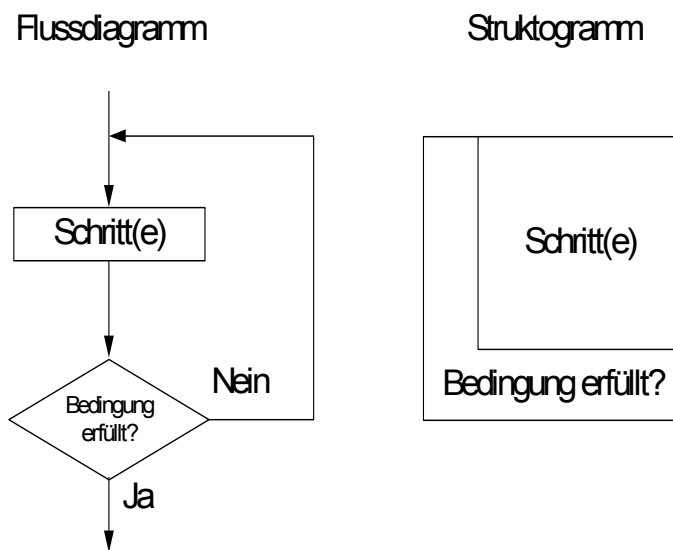 Flussdiagramm
Struktogramm
Schritt(e)
Nein
Bedingung
erfüllt?
Ja
Schritt(e)
Bedingung erfüllt?